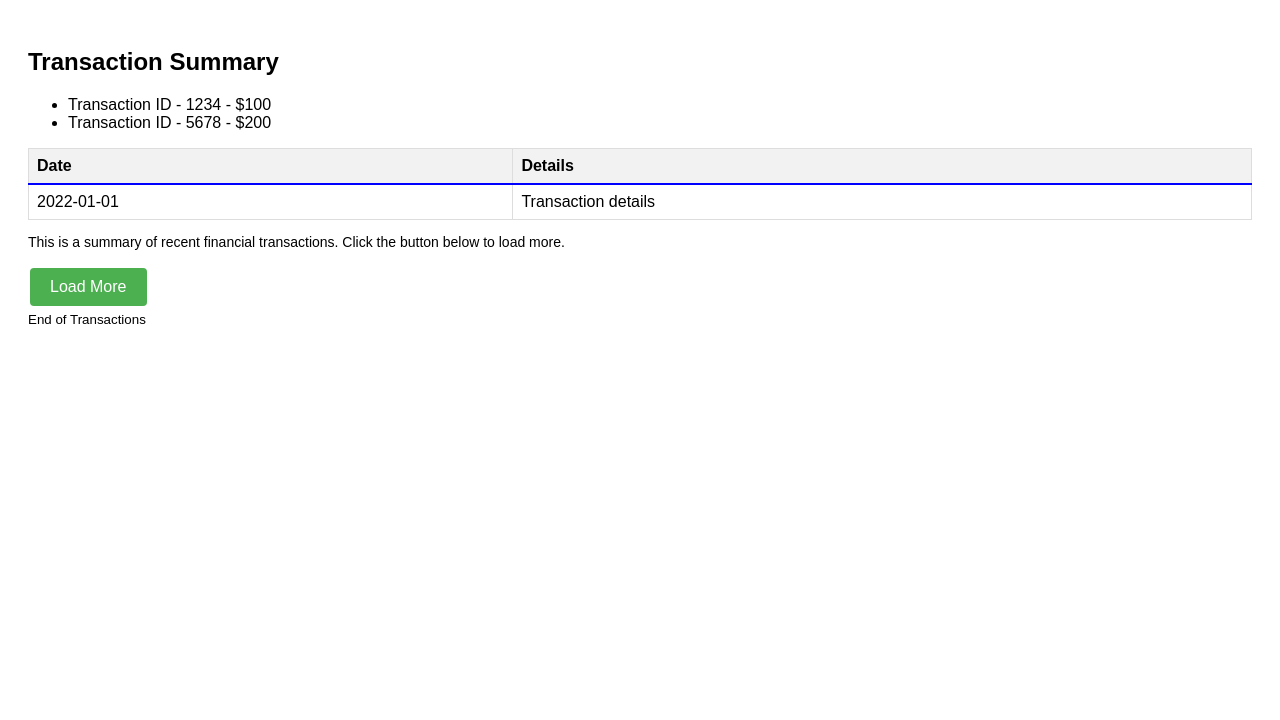 Transaction Summary
Transaction ID - 1234 - $100
Transaction ID - 5678 - $200
Date Details
2022-01-01 Transaction details
This is a summary of recent financial transactions. Click the button below to load more.
Load More
End of Transactions